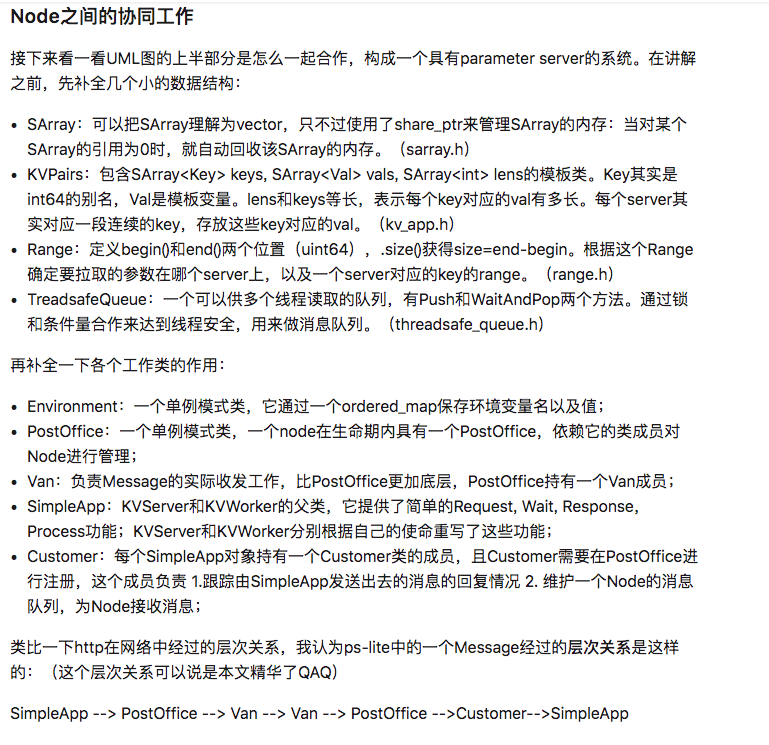 Node之间的协同工作
接下来看一看UML图的上半部分是怎么一起合作，构成一个具有parameter server的系统。在讲解
之前，先补全几个小的数据结构：
• SArray：可以把SArray理解为vector，只不过使用了share_ptr来管理SArray的内存：当对某个
SArray的引用为0时，就自动回收该SArray的内存。（sarray.h）
• KVPairs：包含SArray<Key> keys, SArray<Val> vals, SArray<int> lens的模板类。Key其实是
int64的别名，Val是模板变量。lens和keys等长，表示每个key对应的val有多长。每个server其
实对应一段连续的key，存放这些key对应的val。（kv_app.h）
• Range：定义begin()和end()两个位置（uint64），.size()获得size=end-begin。根据这个Range
确定要拉取的参数在哪个server上，以及一个server对应的key的range。（range.h）
• TreadsafeQueue：一个可以供多个线程读取的队列，有Push和WaitAndPop两个方法。通过锁
和条件量合作来达到线程安全，用来做消息队列。（threadsafe_queue.h）
再补全一下各个工作类的作用：
• Environment：一个单例模式类，它通过一个ordered_map保存环境变量名以及值；
• PostOffice：一个单例模式类，一个node在生命期内具有一个PostOffice，依赖它的类成员对
Node进行管理；
• Van：负责Message的实际收发工作，比PostOffice更加底层，PostOffice持有一个Van成员；
• SimpleApp：KVServer和KVWorker的父类，它提供了简单的Request, Wait, Response，
Process功能；KVServer和KVWorker分别根据自己的使命重写了这些功能；
• Customer：每个SimpleApp对象持有一个Customer类的成员，且Customer需要在PostOffice进
行注册，这个成员负责 1.跟踪由SimpleApp发送出去的消息的回复情况 2. 维护一个Node的消息
队列，为Node接收消息；
类比一下http在网络中经过的层次关系，我认为ps-lite中的一个Message经过的层次关系是这样
的：（这个层次关系可以说是本文精华了QAQ）
SimpleApp --> PostOffice --> Van --> Van --> PostOffice -->Customer-->SimpleApp